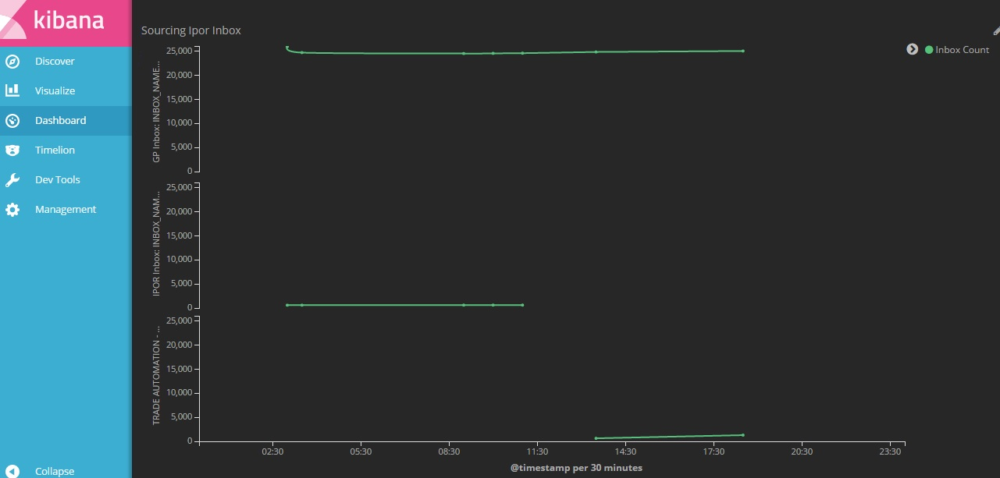 kibana
Discover
Visualize
Dashboard
Timelion
Dev Tools
Management
Collapse
Sourcing Ipor Inbox
Inbox Count
GP Inbox: INBOX_NAME...
25,000
20,000
15,000
10,000
5,000
0
IPOR Inbox: INBOX_NAM...
25,000
20,000
15,000
10,000
5,000
0
TRADE AUTOMATION - ...
25,000
20,000
15,000
10,000
5,000
0
02:30 05:30 08:30 11:30 14:30 17:30 20:30 23:30
@timestamp per 30 minutes